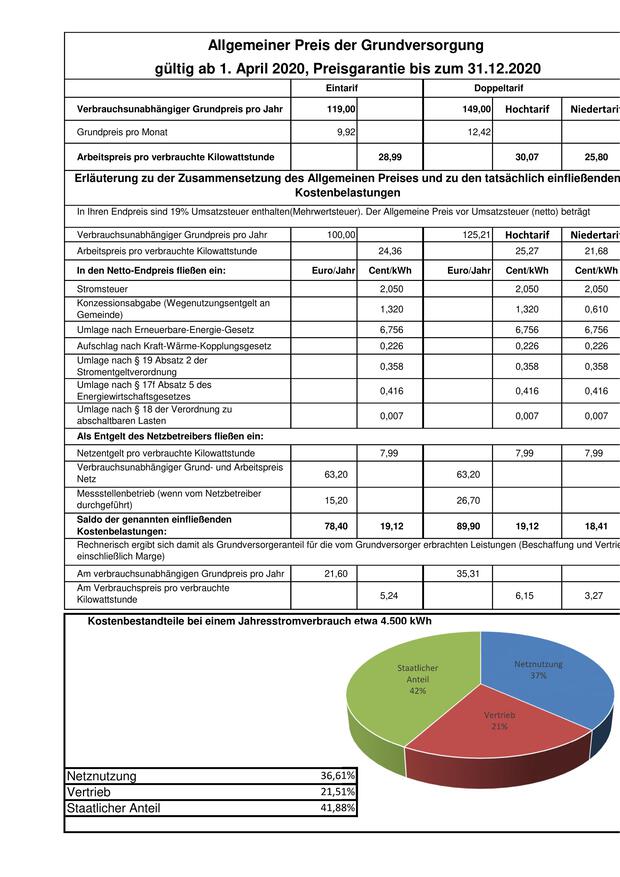 Allgemeiner Preis der Grundversorgung
gültig ab 1. April 2020, Preisgarantie bis zum 31.12.2020
Eintarif Doppeltarif
Verbrauchsunabhängiger Grundpreis pro Jahr 119,00 149,00 Hochtarif Niedertarif
Grundpreis pro Monat 9,92 12,42
Arbeitspreis pro verbrauchte Kilowattstunde 28,99 30,07 25,80
Erläuterung zu der Zusammensetzung des Allgemeinen Preises und zu den tatsächlich einfließenden
Kostenbelastungen
In Ihren Endpreis sind 19% Umsatzsteuer enthalten(Mehrwertsteuer). Der Allgemeine Preis vor Umsatzsteuer (netto) beträgt
Verbrauchsunabhängiger Grundpreis pro Jahr 100,00 125,21 Hochtarif Niedertarif
Arbeitspreis pro verbrauchte Kilowattstunde 24,36 25,27 21,68
In den Netto-Endpreis fließen ein: Euro/Jahr Cent/kWh Euro/Jahr Cent/kWh Cent/kWh
Stromsteuer 2,050 2,050 2,050
Konzessionsabgabe (Wegenutzungsentgelt an
Gemeinde) 1,320 1,320 0,610
Umlage nach Erneuerbare-Energie-Gesetz 6,756 6,756 6,756
Aufschlag nach Kraft-Wärme-Kopplungsgesetz 0,226 0,226 0,226
Umlage nach § 19 Absatz 2 der
Stromentgeltverordnung 0,358 0,358 0,358
Umlage nach § 17f Absatz 5 des
Energiewirtschaftsgesetzes 0,416 0,416 0,416
Umlage nach § 18 der Verordnung zu
abschaltbaren Lasten 0,007 0,007 0,007
Als Entgelt des Netzbetreibers fließen ein:
Netzentgelt pro verbrauchte Kilowattstunde 7,99 7,99 7,99
Verbrauchsunabhängiger Grund- und Arbeitspreis
Netz 63,20 63,20
Messstellenbetrieb (wenn vom Netzbetreiber
durchgeführt) 15,20 26,70
Saldo der genannten einfließenden
Kostenbelastungen: 78,40 19,12 89,90 19,12 18,41
Rechnerisch ergibt sich damit als Grundversorgeranteil für die vom Grundversorger erbrachten Leistungen (Beschaffung und Vertrie
einschließlich Marge)
Am verbrauchsunabhängigen Grundpreis pro Jahr 21,60 35,31
Am Verbrauchspreis pro verbrauchte
Kilowattstunde 5,24 6,15 3,27
Kostenbestandteile bei einem Jahresstromverbrauch etwa 4.500 kWh
Staatlicher
Anteil
42%
Netznutzung
37%
Vertrieb
21%
Netznutzung 36,61%
Vertrieb 21,51%
Staatlicher Anteil 41,88%